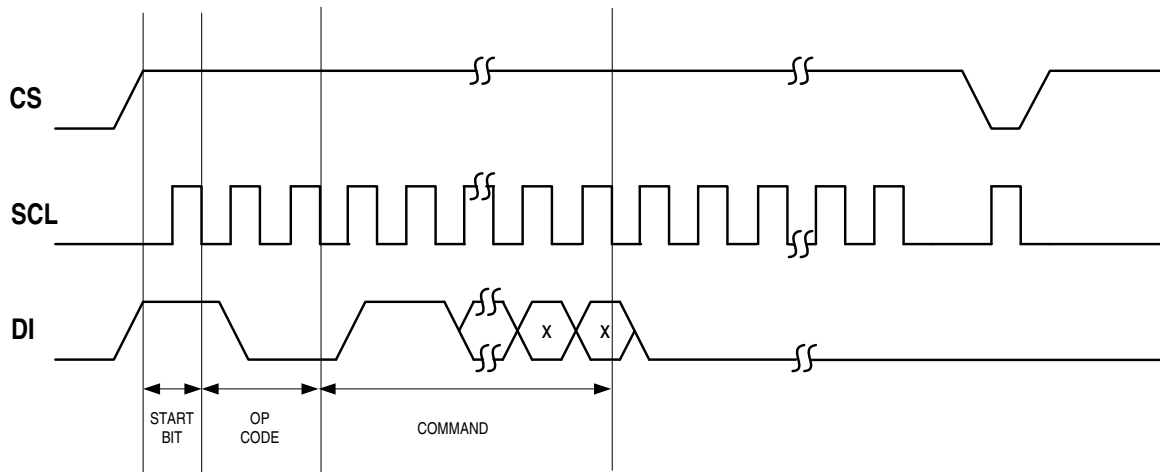 CS
SCL
DI
X X
START
BIT
OP
CODE
COMMAND